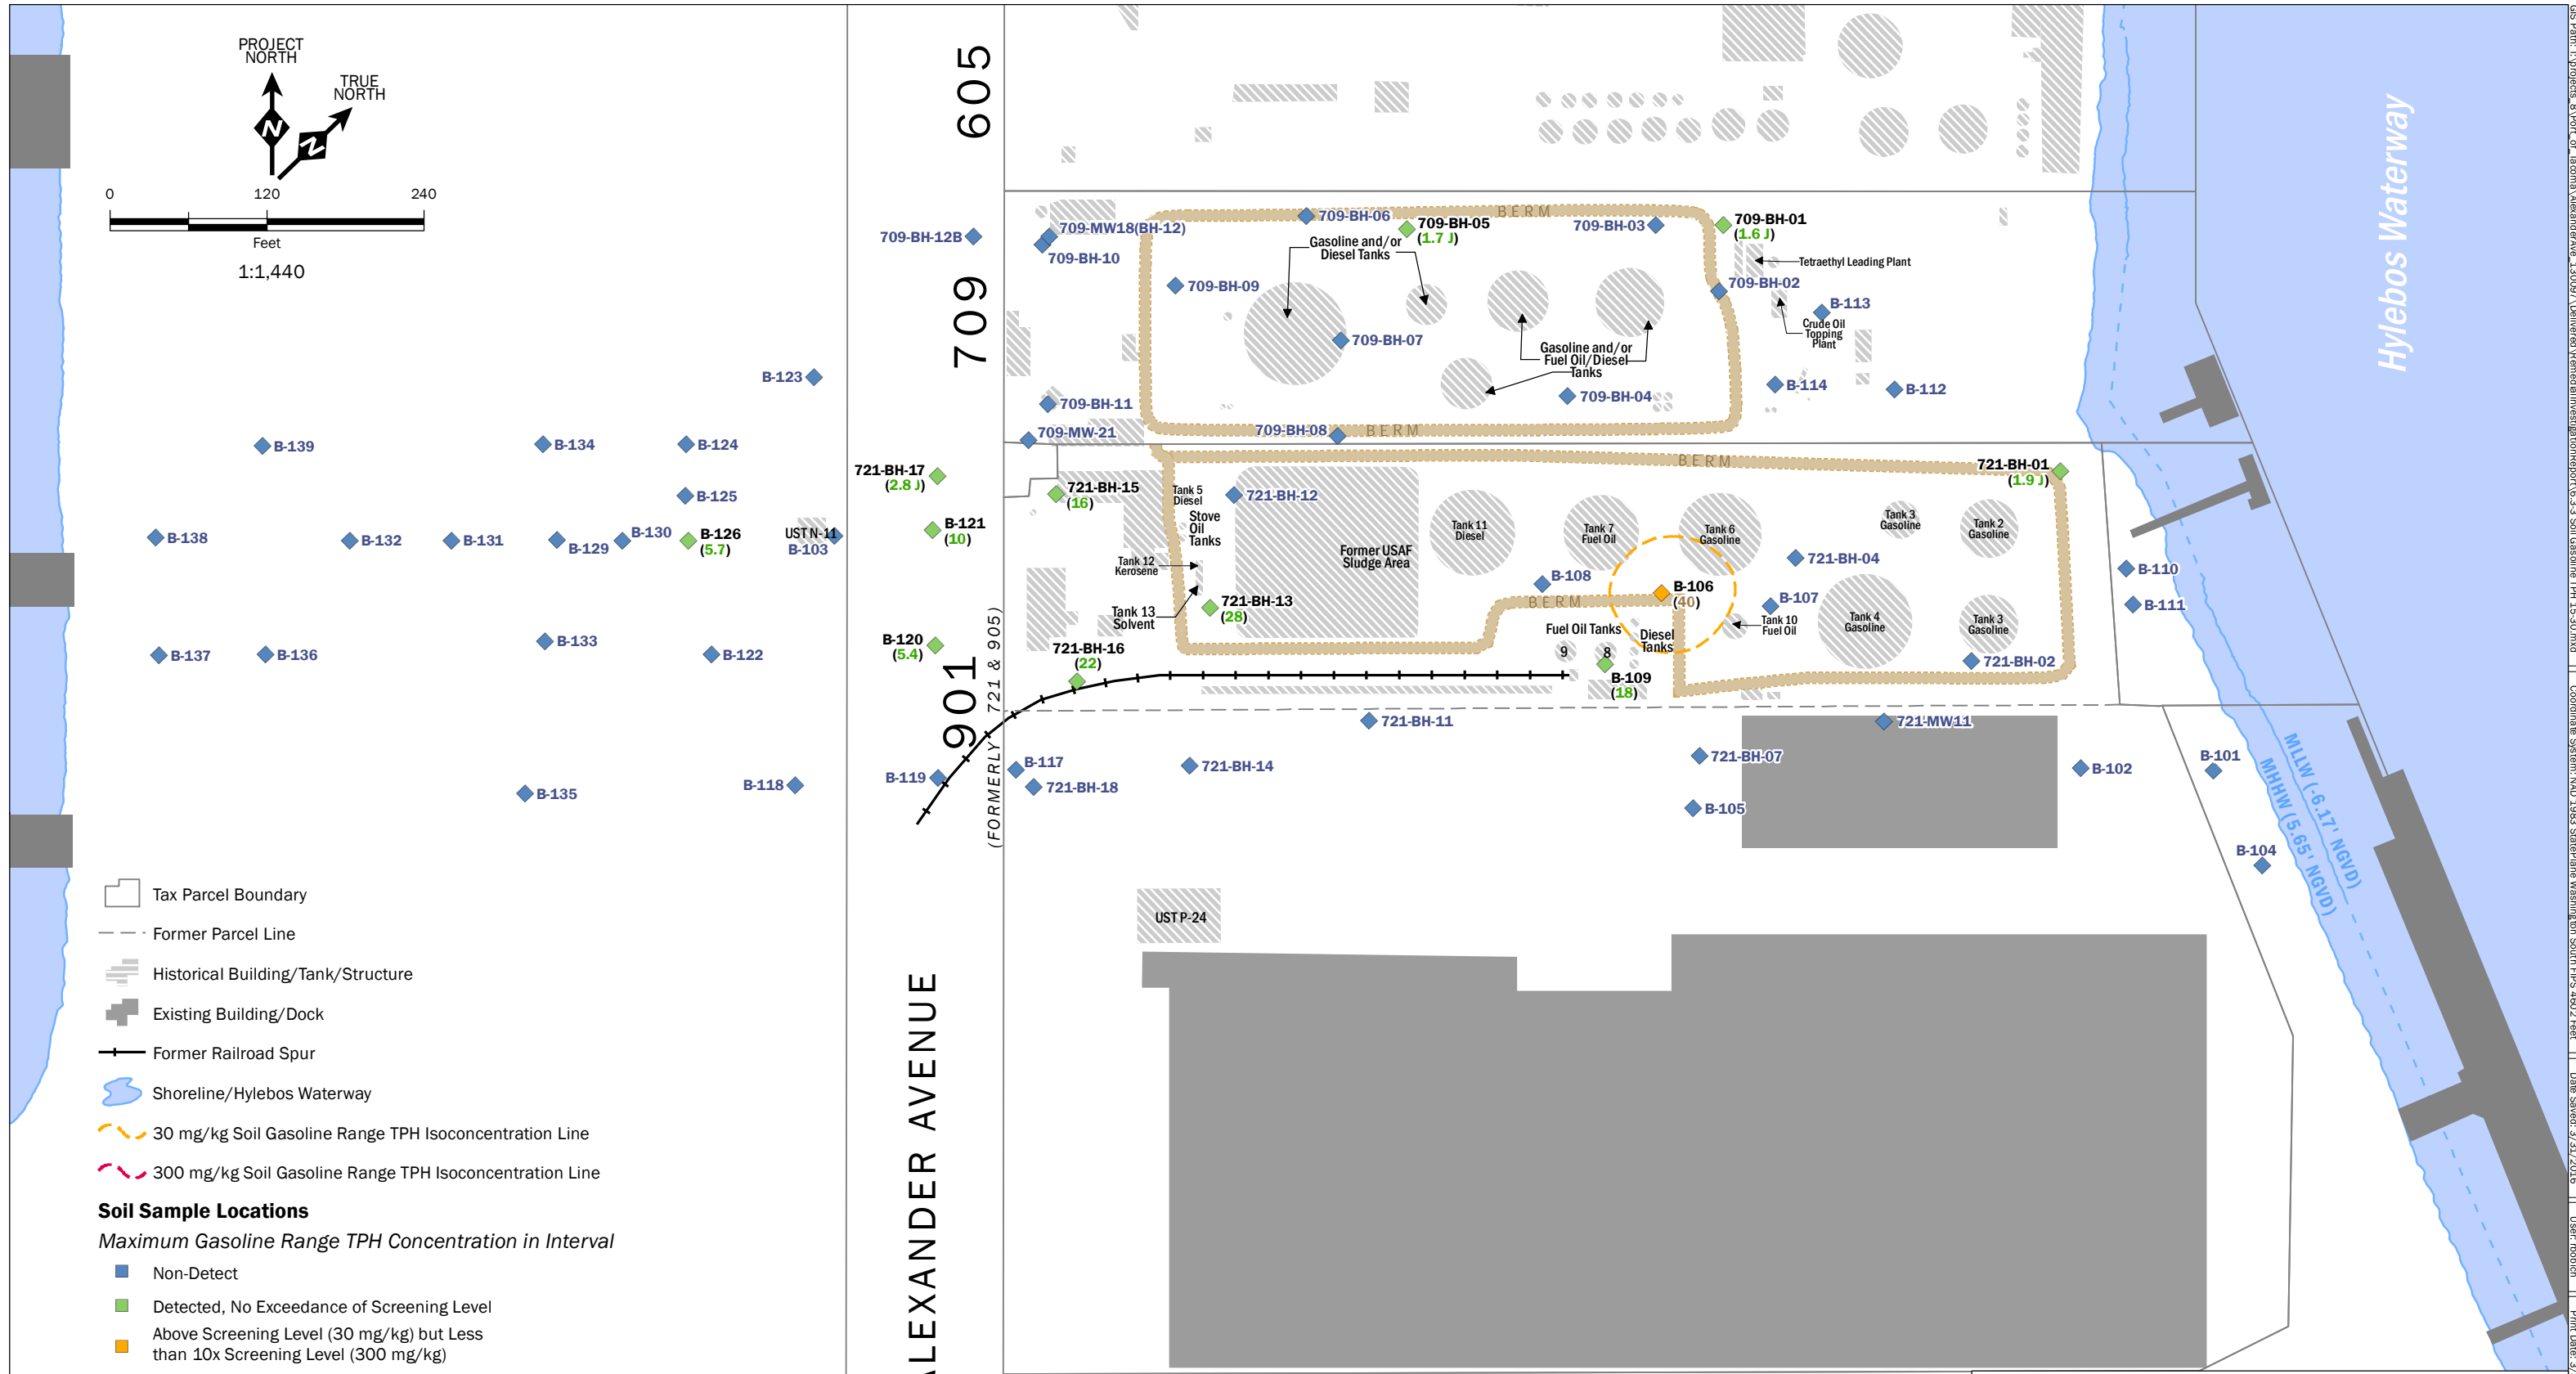 PROJECT
NORTH
TRUE
NORTH
N
N
0
120
240
Feet
1:1,440
605
709
901
(FORMERLY 721 & 905)
ALEXANDER AVENUE
Hylebos Waterway
MLLW (-6.17' NGVD)
MHHW (5.65' NGVD)
709-BH-12B
709-MW18(BH-12)
709-BH-10
709-BH-06
BERM
709-BH-05
(1.7 J)
709-BH-03
709-BH-01
(1.6 J)
Gasoline and/or
Diesel Tanks
Tetraethyl Leading Plant
709-BH-09
709-BH-02
B-113
Crude Oil
Topping
Plant
709-BH-07
Gasoline and/or
Fuel Oil/Diesel
Tanks
B-123
709-BH-11
709-BH-04
B-114
B-112
709-MW-21
709-BH-08
BERM
B-139
B-134
B-124
BERM
721-BH-17
(2.8 J)
721-BH-15
(16)
Tank 5
Diesel
721-BH-12
721-BH-01
(1.9 J)
B-125
Stove
Oil
Tanks
Tank 11
Diesel
Tank 7
Fuel Oil
Tank 6
Gasoline
Tank 3
Gasoline
Tank 2
Gasoline
B-138
B-132
B-131
B-129
B-130
B-126
(5.7)
UST N-11
B-103
B-121
(10)
Former USAF
Sludge Area
Tank 12
Kerosene
721-BH-04
B-108
B-106
(40)
B-107
B-110
B-111
BERM
Tank 13
Solvent
721-BH-13
(28)
Tank 10
Fuel Oil
Tank 4
Gasoline
Tank 3
Gasoline
Fuel Oil Tanks
Diesel
Tanks
9
8
B-109
(18)
B-120
(5.4)
721-BH-16
(22)
B-137
B-136
B-133
B-122
721-BH-02
721-BH-11
721-MW11
721-BH-07
721-BH-14
B-117
721-BH-18
B-119
B-118
B-135
B-105
B-102
B-101
B-104
UST P-24
Tax Parcel Boundary
Former Parcel Line
Historical Building/Tank/Structure
Existing Building/Dock
Former Railroad Spur
Shoreline/Hylebos Waterway
30 mg/kg Soil Gasoline Range TPH Isoconcentration Line
300 mg/kg Soil Gasoline Range TPH Isoconcentration Line
Soil Sample Locations
Maximum Gasoline Range TPH Concentration in Interval
Non-Detect
Detected, No Exceedance of Screening Level
Above Screening Level (30 mg/kg) but Less
than 10x Screening Level (300 mg/kg)